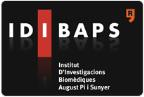 IDIBAPS
R
Institut
D'Investigacions
Biomèdiques
August Pi i Sunyer